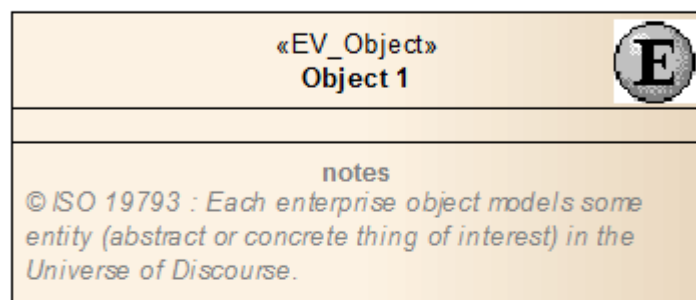 «EV_Object»
Object 1
E
notes
© ISO 19793 : Each enterprise object models some
entity (abstract or concrete thing of interest) in the
Universe of Discourse.